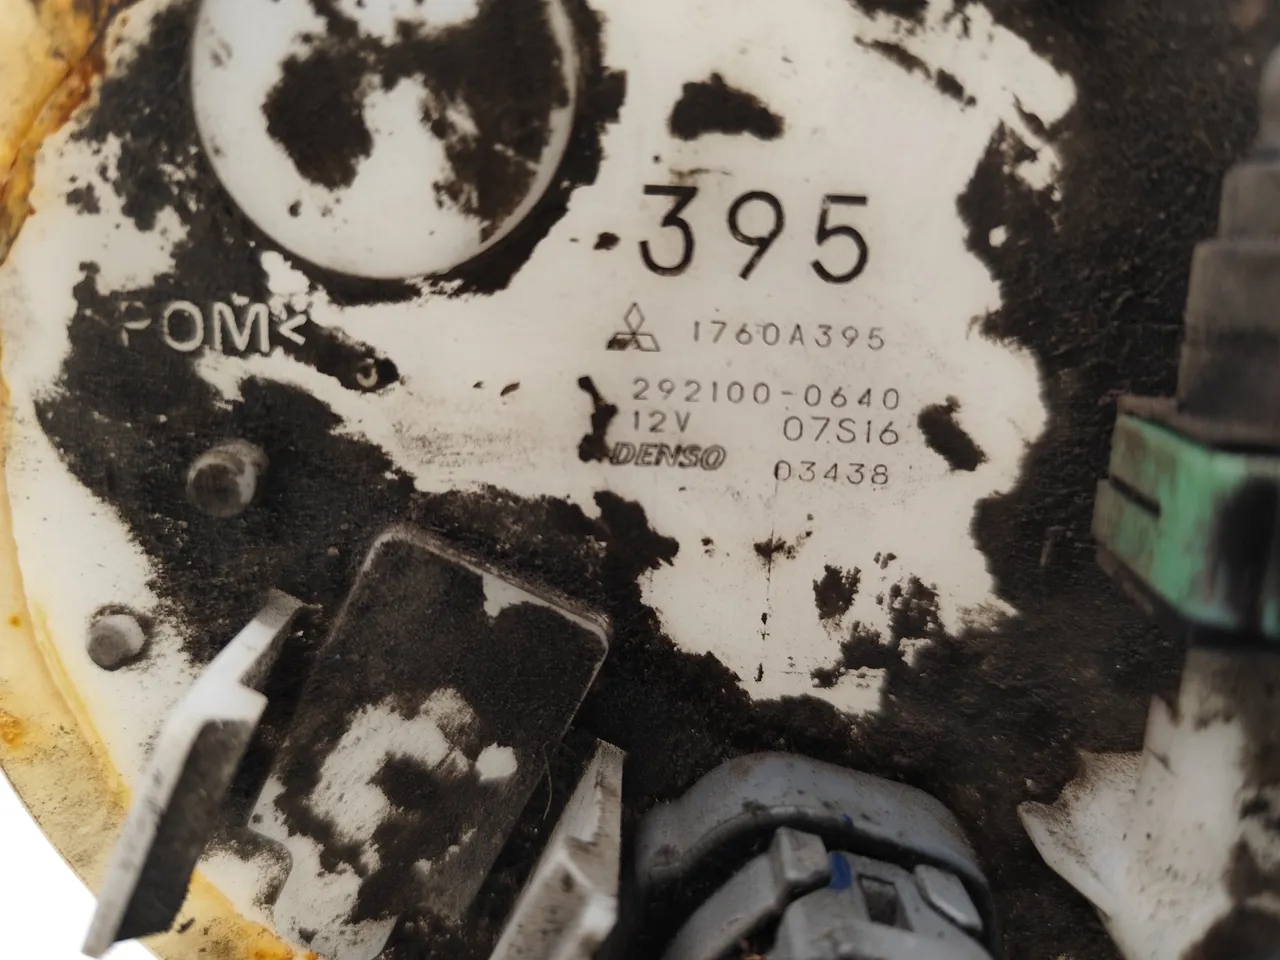 395
1760A395
>POM<
292100-0640
12V 07S16
DENSO 03438